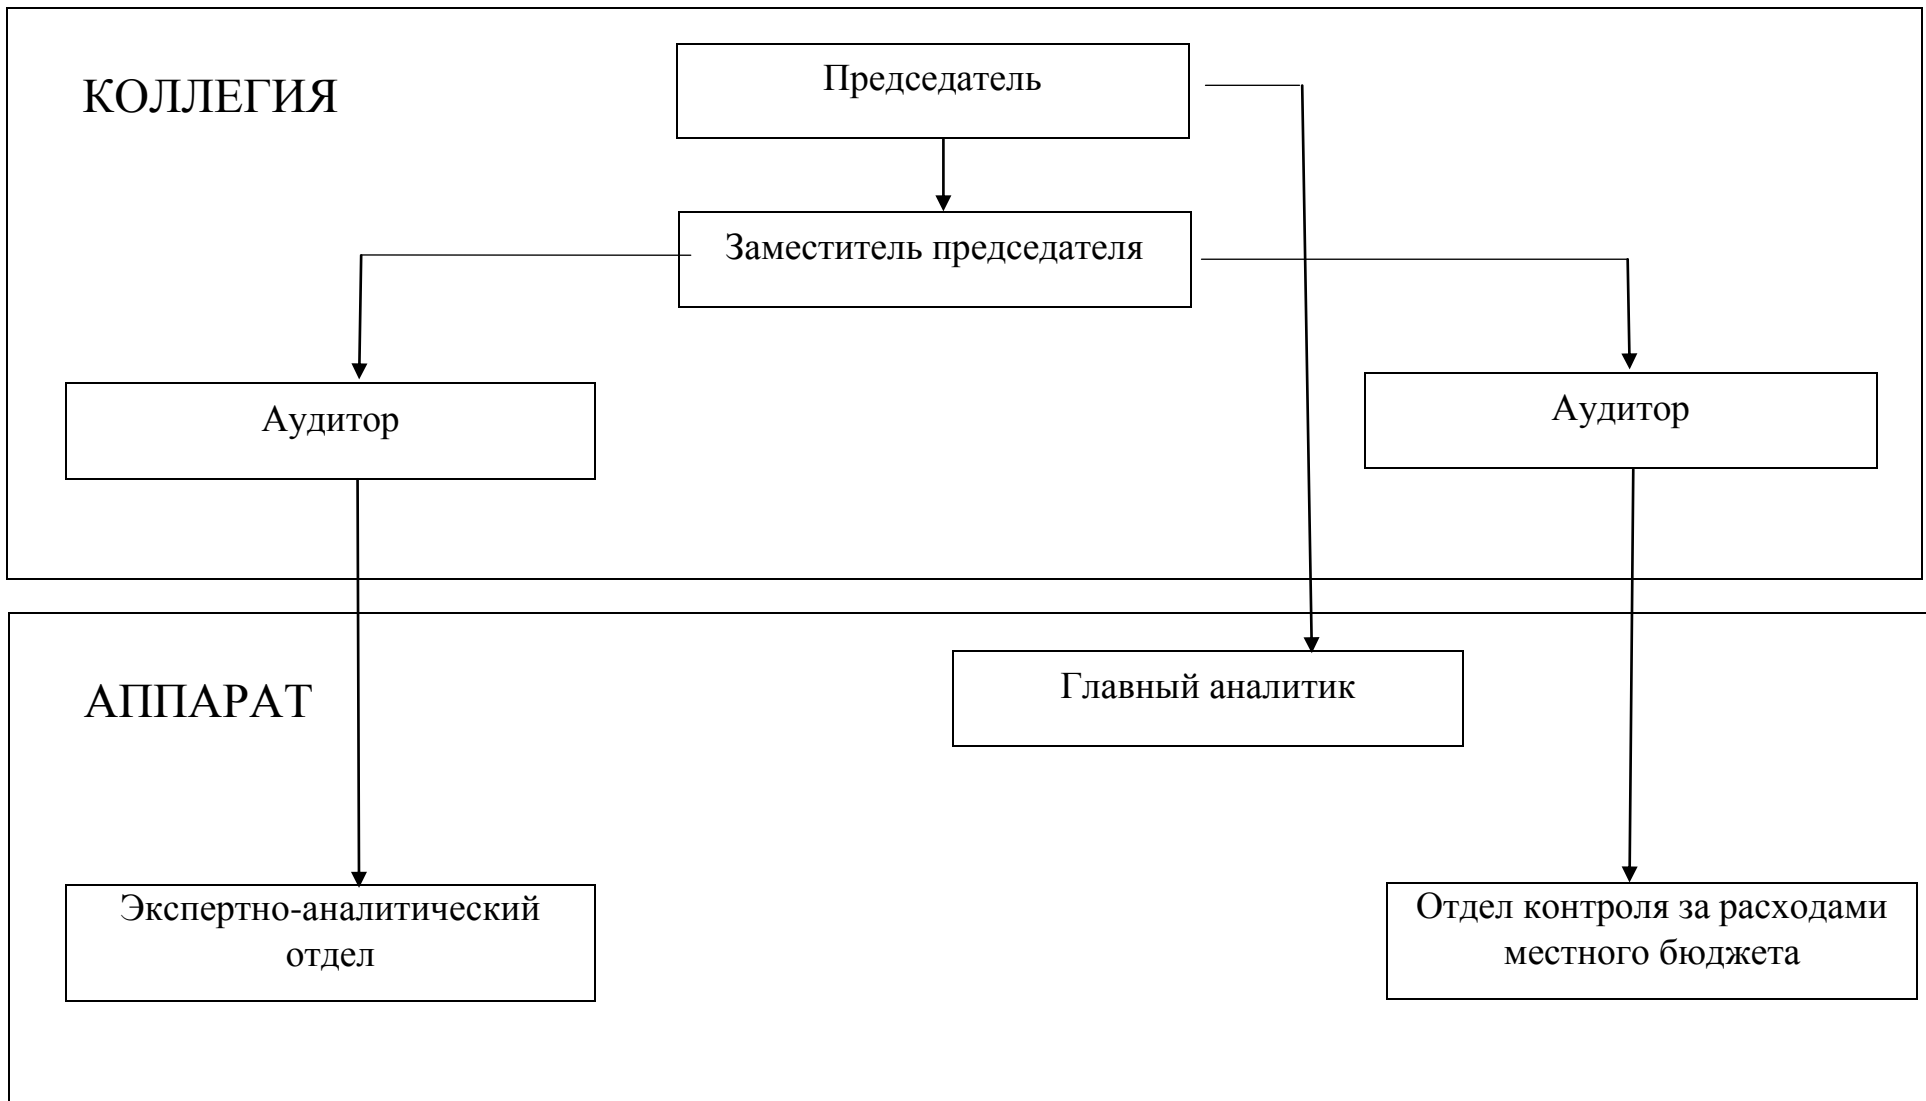 КОЛЛЕГИЯ
Председатель
Заместитель председателя
Аудитор
Аудитор
АППАРАТ
Главный аналитик
Экспертно-аналитический
отдел
Отдел контроля за расходами
местного бюджета